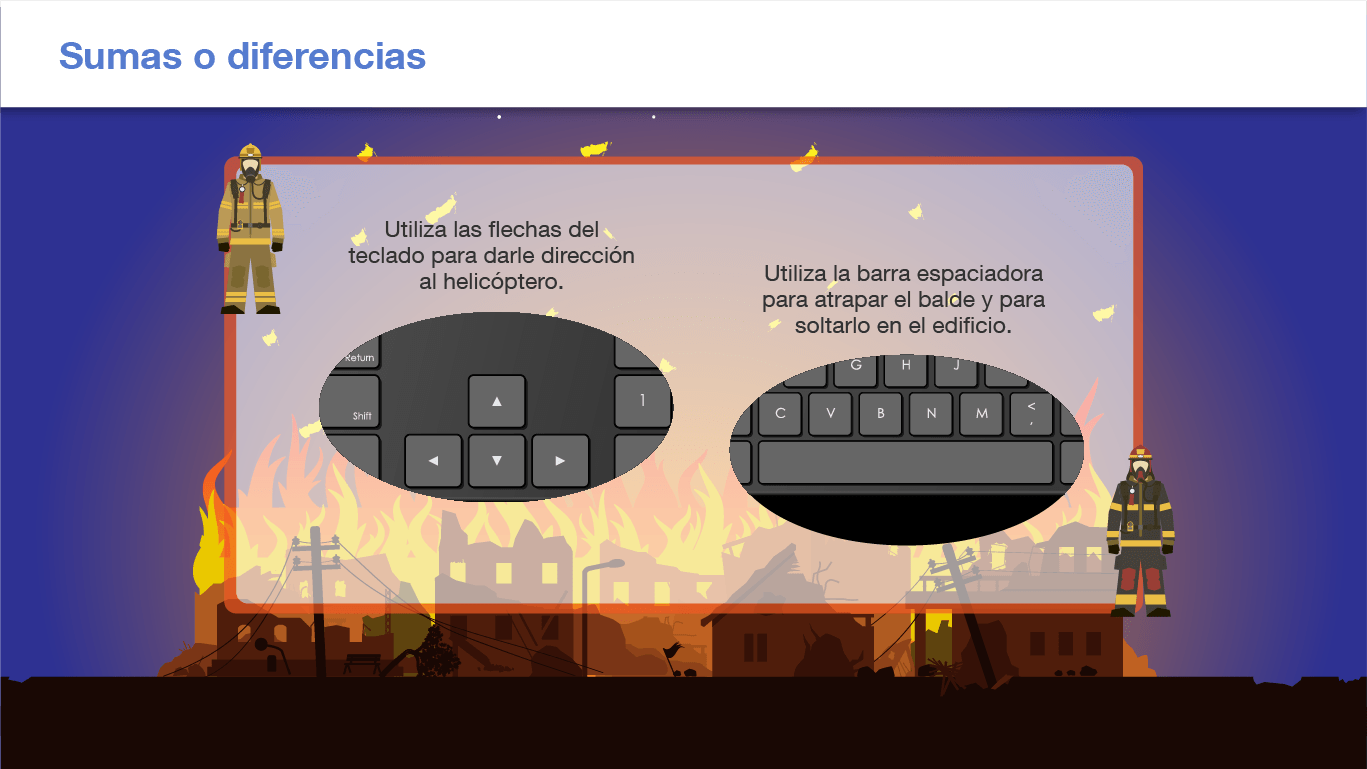 Sumas o diferencias
Utiliza las flechas del
teclado para darle dirección
al helicóptero.
Utiliza la barra espaciadora
para atrapar el balde y para
soltarlo en el edificio.
Return
Shift
1
▲
◄ ▼ ►
G H J
C V B N M <
,